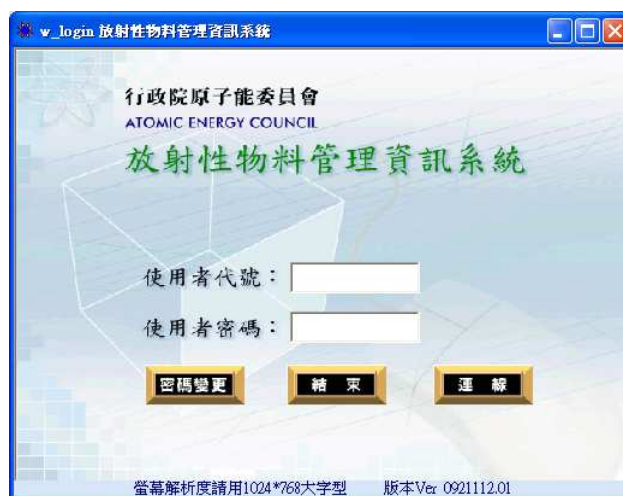 w_login 放射性物料管理資訊系統
行政院原子能委員會
ATOMIC ENERGY COUNCIL
放射性物料管理資訊系統
使用者代號：
使用者密碼：
密碼變更 結束 連線
螢幕解析度請用1024*768大字型 版本Ver 0921112.01